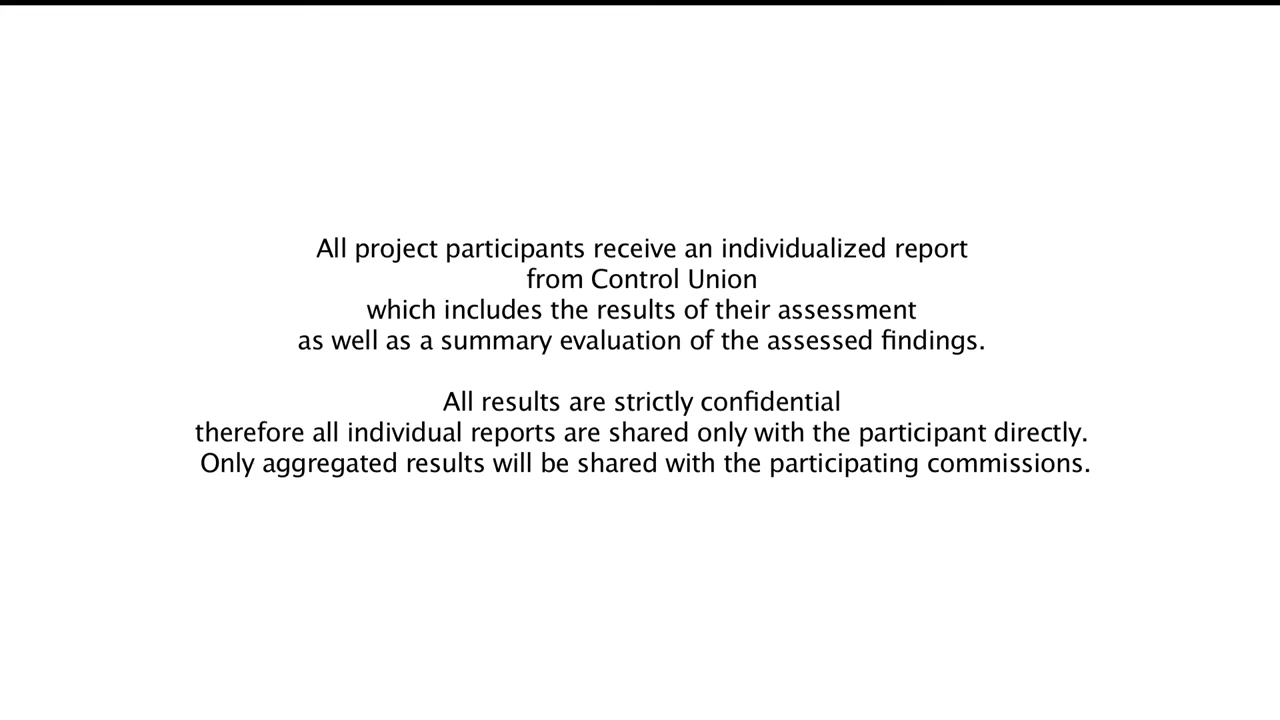 All project participants receive an individualized report
from Control Union
which includes the results of their assessment
as well as a summary evaluation of the assessed findings.
All results are strictly confidential
therefore all individual reports are shared only with the participant directly.
Only aggregated results will be shared with the participating commissions.